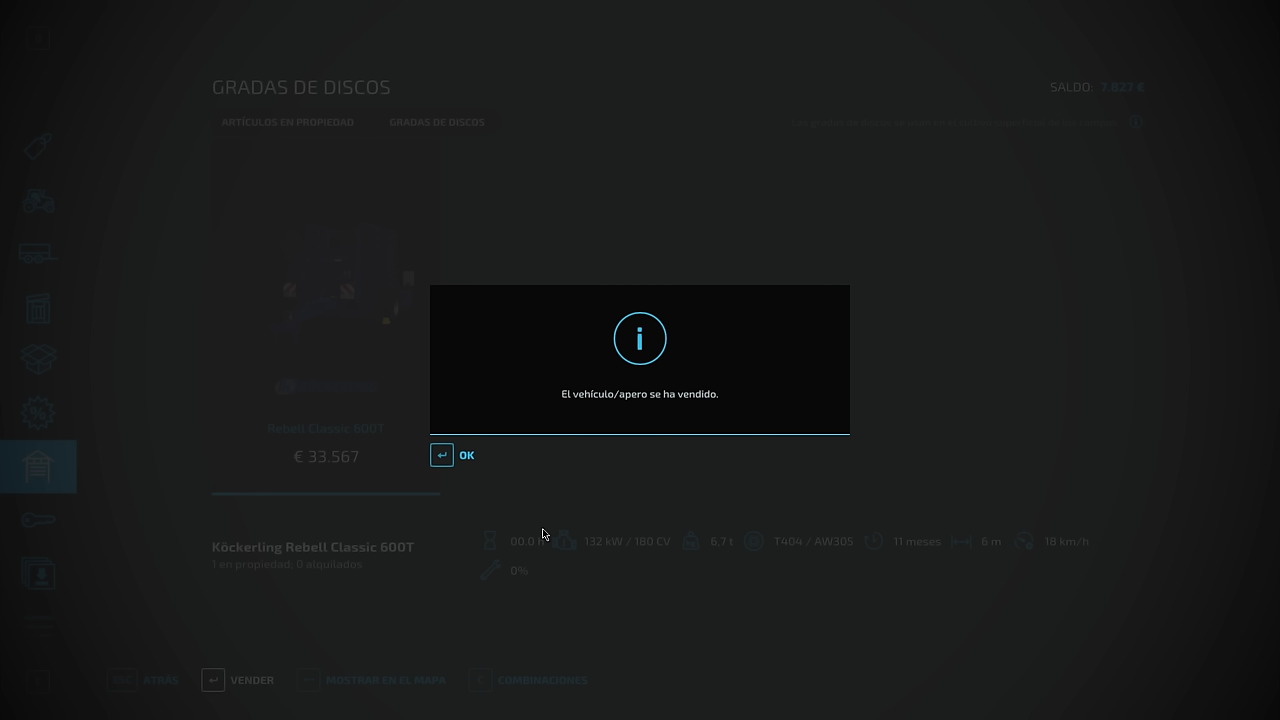 GRADAS DE DISCOS
SALDO: 7.827 €
ARTÍCULOS EN PROPIEDAD GRADAS DE DISCOS
El vehículo/apero se ha vendido.
Rebell Classic 600T
€ 33.567
OK
Köckerling Rebell Classic 600T
1 en propiedad; 0 alquilados
00.0 h 132 kW / 180 CV 6.7 t T404 / AW305 11 meses 6 m 18 km/h
0%
ATRÁS VENDER MOSTRAR EN EL MAPA COMBINACIONES